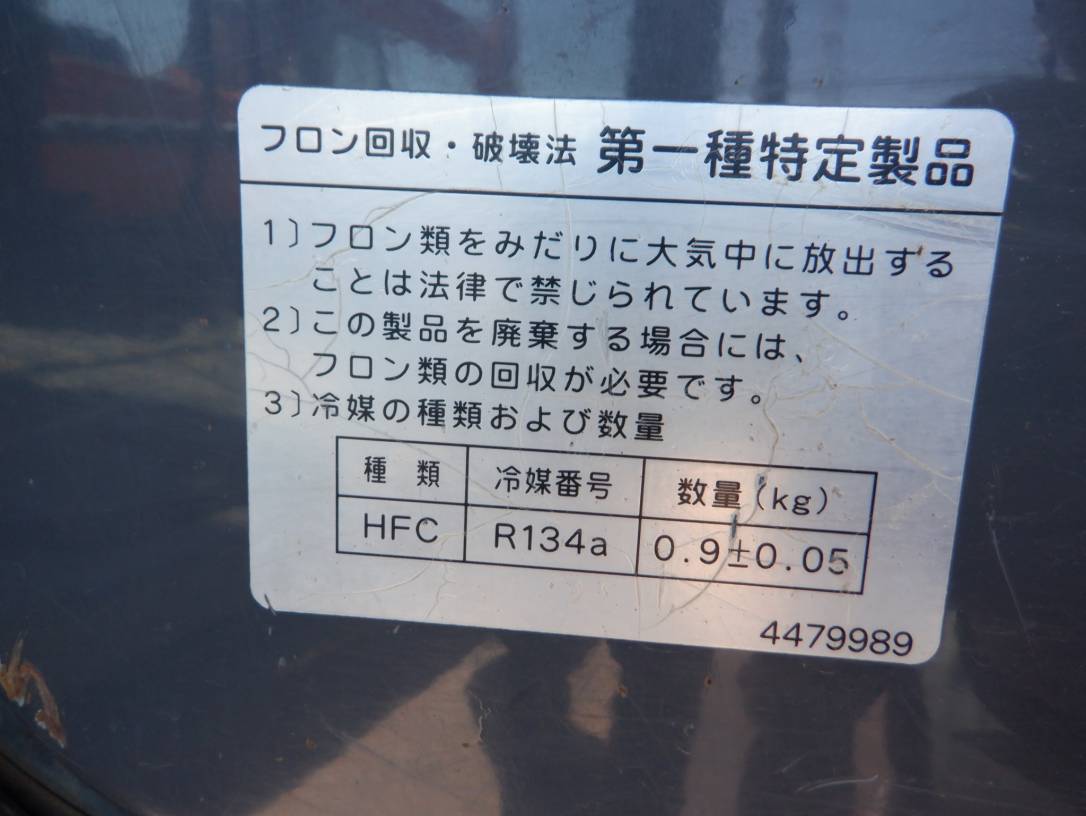 フロン回収・破壊法 第一種特定製品
1)フロン類をみだりに大気中に放出する
ことは法律で禁じられています。
2)この製品を廃棄する場合には、
フロン類の回収が必要です。
3)冷媒の種類および数量
種類 冷媒番号 数量(kg)
HFC R134a 0.9±0.05
4479989